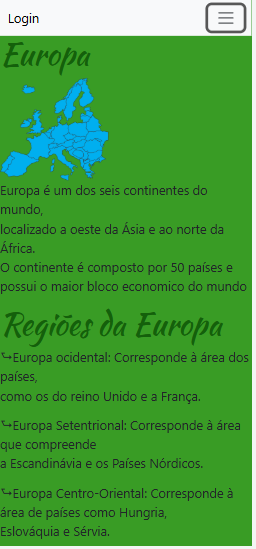 Login
Europa
Europa é um dos seis continentes do
mundo,
localizado a oeste da Ásia e ao norte da
África.
O continente é composto por 50 países e
possui o maior bloco economico do mundo
Regiões da Europa
Europa ocidental: Corresponde à área dos
países,
como os do reino Unido e a França.
Europa Setentrional: Corresponde à área
que compreende
a Escandinávia e os Países Nórdicos.
Europa Centro-Oriental: Corresponde à
área de países como Hungria,
Eslováquia e Sérvia.